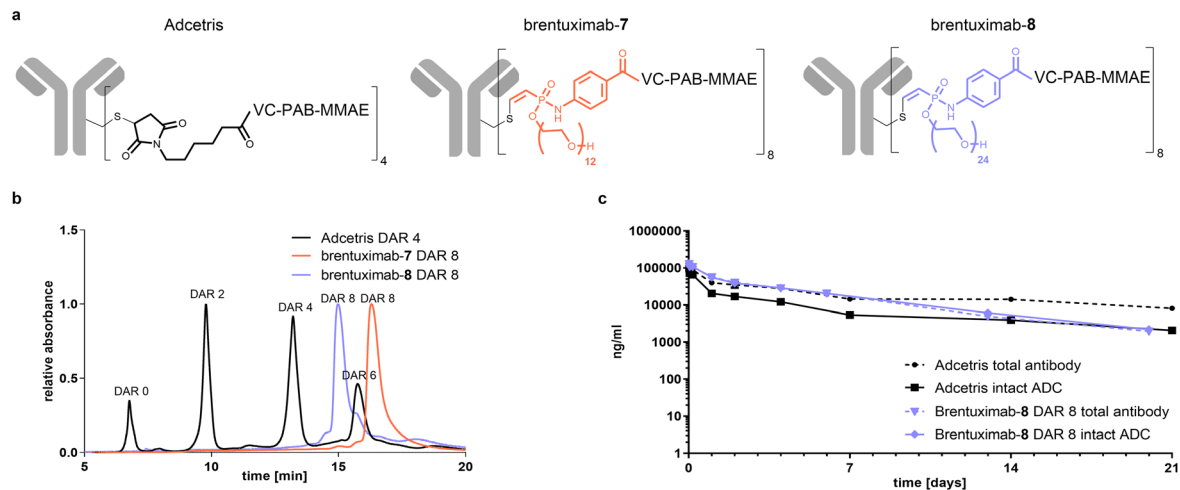 a
Adcetris
brentuximab-7
brentuximab-8
S
O
N
O
O
VC-PAB-MMAE
4
S
P
O
N
H
O
O
H
12
O
VC-PAB-MMAE
8
S
P
O
N
H
O
O
H
24
O
VC-PAB-MMAE
8
b
relative absorbance
1.5
1.0
0.5
0.0
5
10
15
20
time [min]
Adcetris DAR 4
brentuximab-7 DAR 8
brentuximab-8 DAR 8
DAR 0
DAR 2
DAR 4
DAR 8
DAR 8
DAR 6
c
ng/ml
1000000
100000
10000
1000
100
10
1
0
7
14
21
time [days]
Adcetris total antibody
Adcetris intact ADC
Brentuximab-8 DAR 8 total antibody
Brentuximab-8 DAR 8 intact ADC